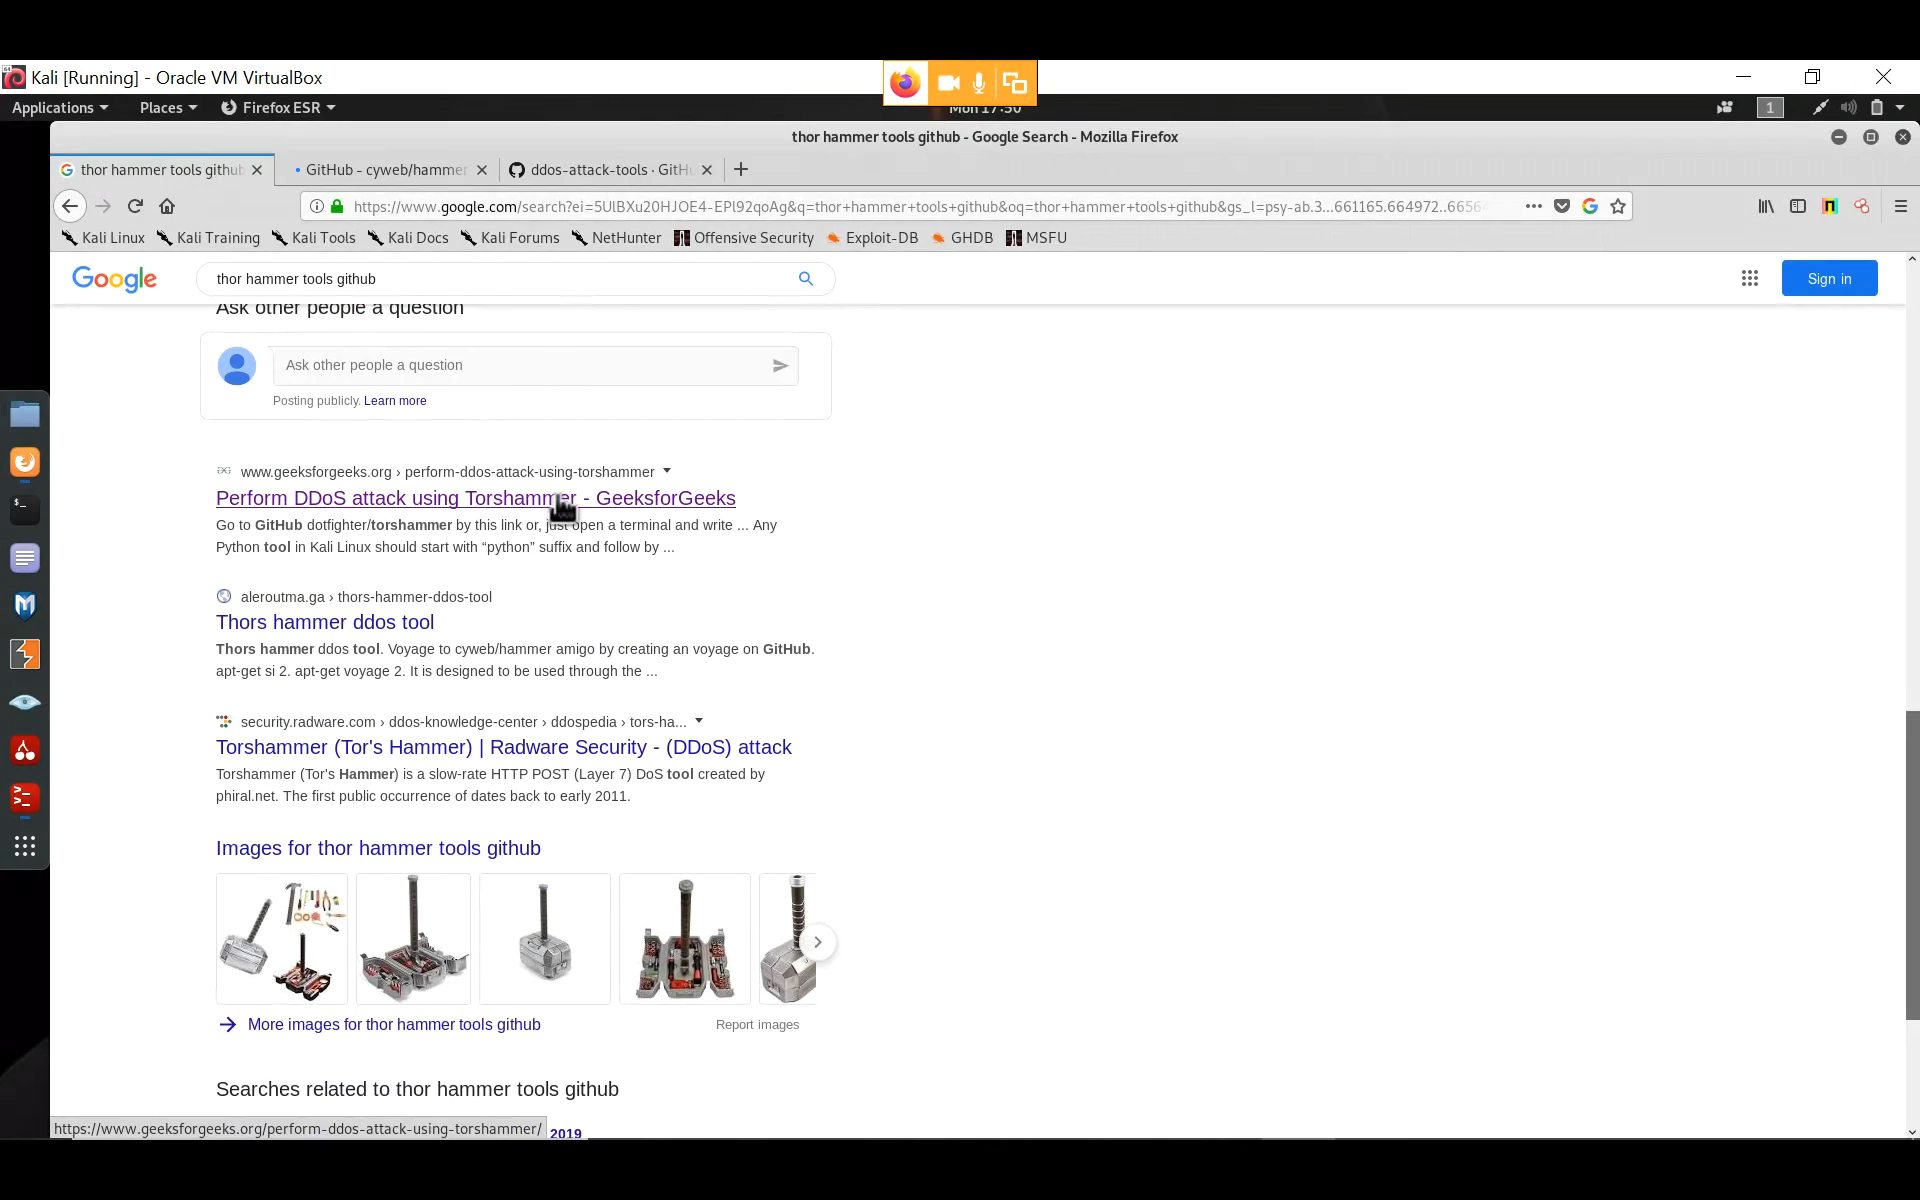 Kali [Running] - Oracle VM VirtualBox
Applications Places Firefox ESR Mon 17:50 1
thor hammer tools github - Google Search - Mozilla Firefox
thor hammer tools github GitHub - cyweb/hammer ddos-attack-tools · GitHu
https://www.google.com/search?ei=5UlBXu20HJOE4-EPl92qoAg&q=thor+hammer+tools+github&oq=thor+hammer+tools+github&gs_l=psy-ab.3...661165.664972..6656
Kali Linux Kali Training Kali Tools Kali Docs Kali Forums NetHunter Offensive Security Exploit-DB GHDB MSFU
Google thor hammer tools github Sign in
Ask other people a question
Ask other people a question
Posting publicly. Learn more
www.geeksforgeeks.org › perform-ddos-attack-using-torshammer
Perform DDoS attack using Torshammer - GeeksforGeeks
Go to GitHub dotfighter/torshammer by this link or, just open a terminal and write ... Any
Python tool in Kali Linux should start with “python” suffix and follow by ...
aleroutma.ga › thors-hammer-ddos-tool
Thors hammer ddos tool
Thors hammer ddos tool. Voyage to cyweb/hammer amigo by creating an voyage on GitHub.
apt-get si 2. apt-get voyage 2. It is designed to be used through the ...
security.radware.com › ddos-knowledge-center › ddospedia › tors-ha...
Torshammer (Tor's Hammer) | Radware Security - (DDoS) attack
Torshammer (Tor's Hammer) is a slow-rate HTTP POST (Layer 7) DoS tool created by
phiral.net. The first public occurrence of dates back to early 2011.
Images for thor hammer tools github
More images for thor hammer tools github Report images
Searches related to thor hammer tools github
https://www.geeksforgeeks.org/perform-ddos-attack-using-torshammer/ 2019